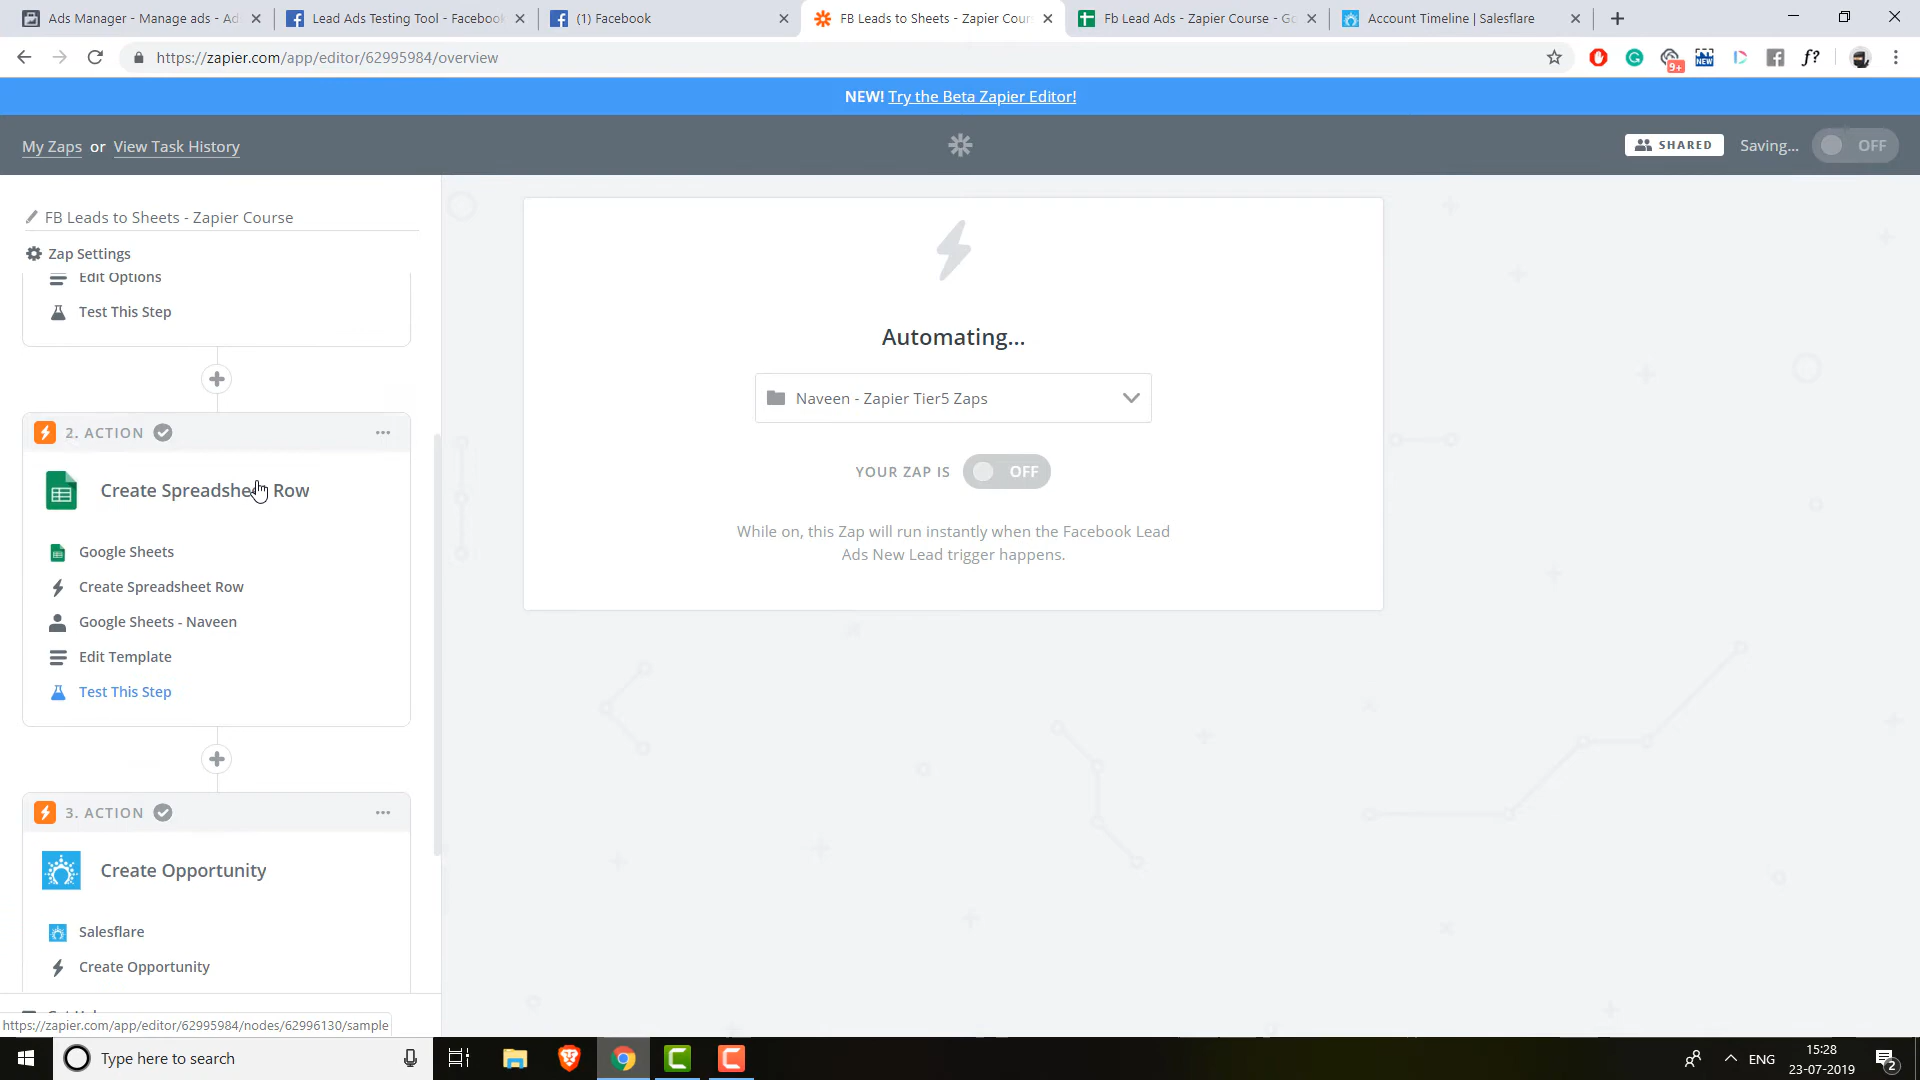 Ads Manager - Manage ads - Ad
Lead Ads Testing Tool - Facebook
(1) Facebook
FB Leads to Sheets - Zapier Cour
Fb Lead Ads - Zapier Course - Go
Account Timeline | Salesflare
https://zapier.com/app/editor/62995984/overview
9+
NEW
f?
NEW! Try the Beta Zapier Editor!
My Zaps or View Task History
SHARED
Saving...
OFF
FB Leads to Sheets - Zapier Course
Zap Settings
Edit Options
Test This Step
2. ACTION
Create Spreadsheet Row
Google Sheets
Create Spreadsheet Row
Google Sheets - Naveen
Edit Template
Test This Step
3. ACTION
Create Opportunity
Salesflare
Create Opportunity
Automating...
Naveen - Zapier Tier5 Zaps
YOUR ZAP IS
OFF
While on, this Zap will run instantly when the Facebook Lead
Ads New Lead trigger happens.
https://zapier.com/app/editor/62995984/nodes/62996130/sample
Type here to search
ENG
15:28
23-07-2019
2